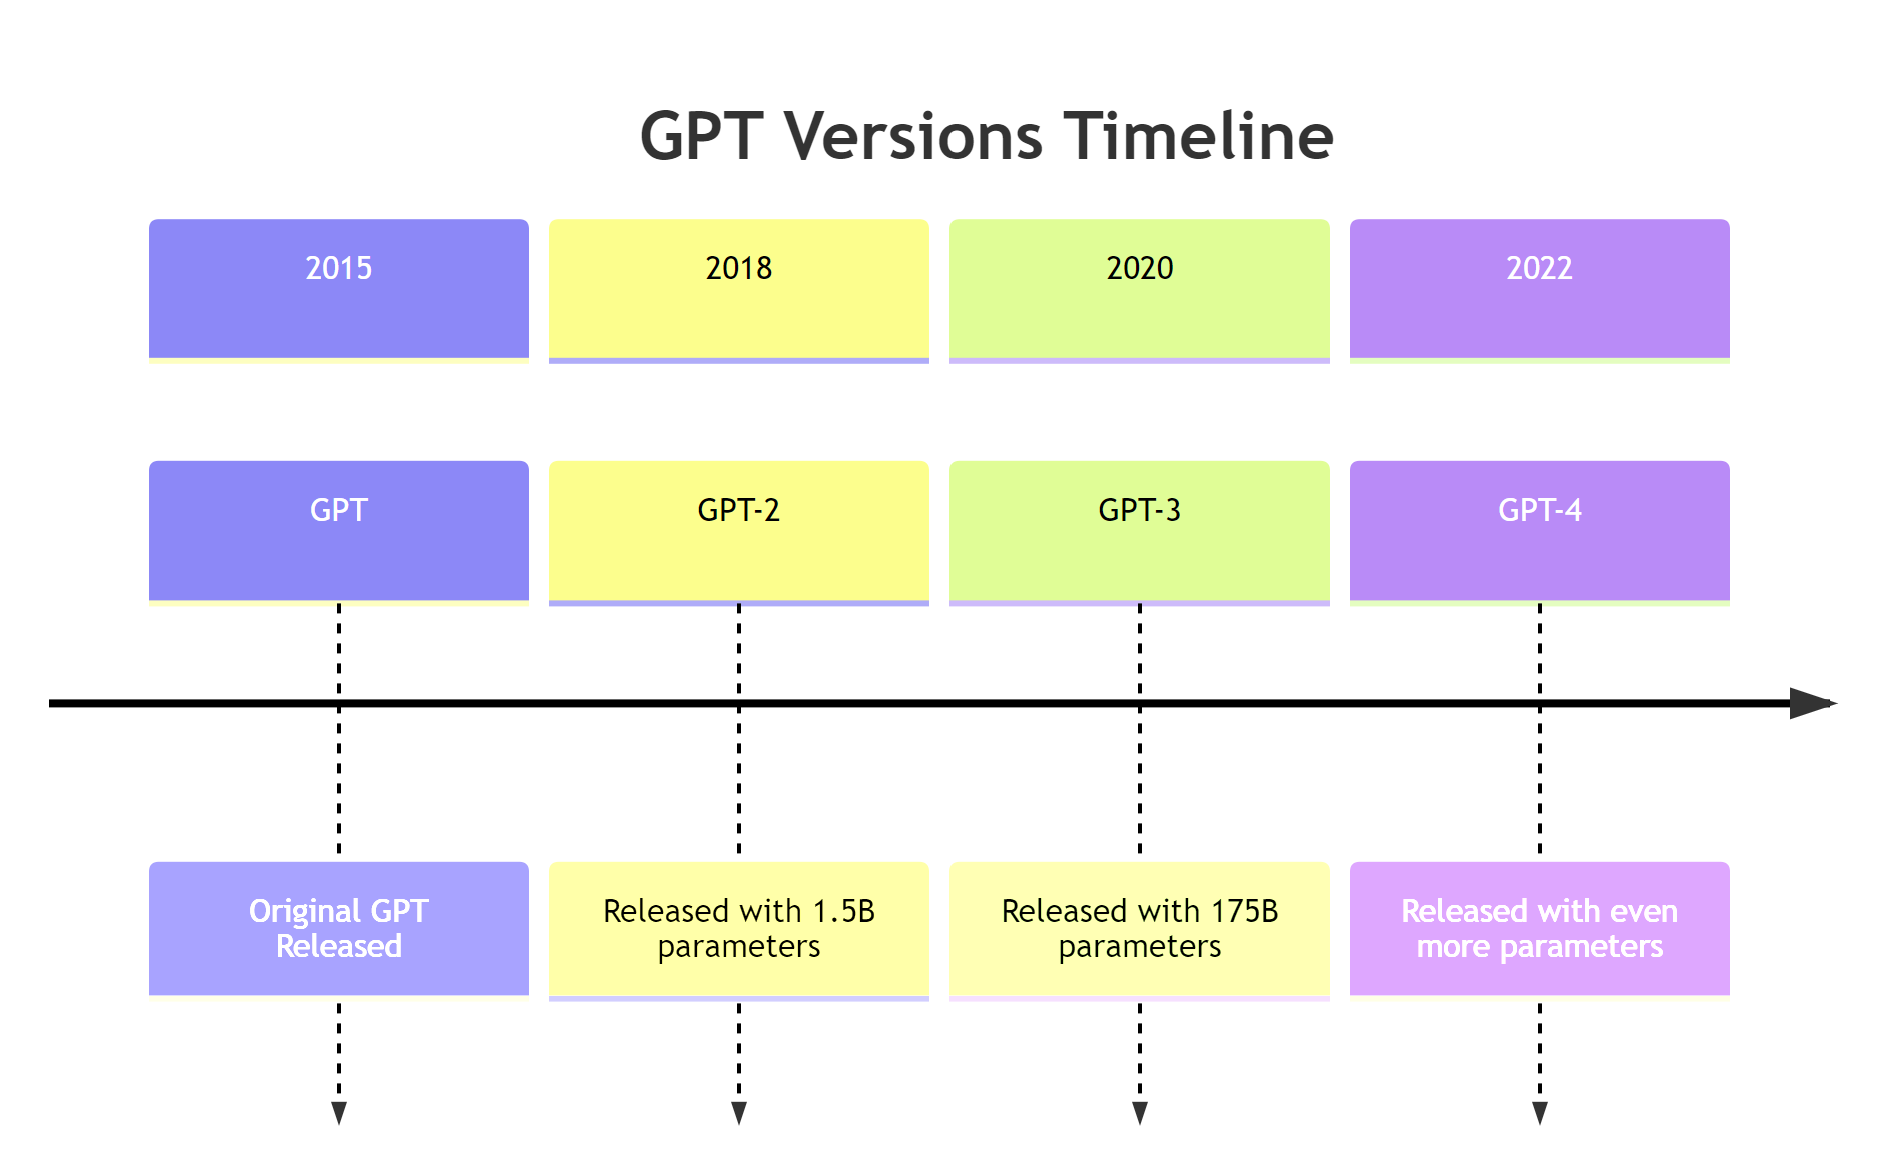 GPT Versions Timeline
2015
2018
2020
2022
GPT
GPT-2
GPT-3
GPT-4
Original GPT
Released
Released with 1.5B
parameters
Released with 175B
parameters
Released with even
more parameters